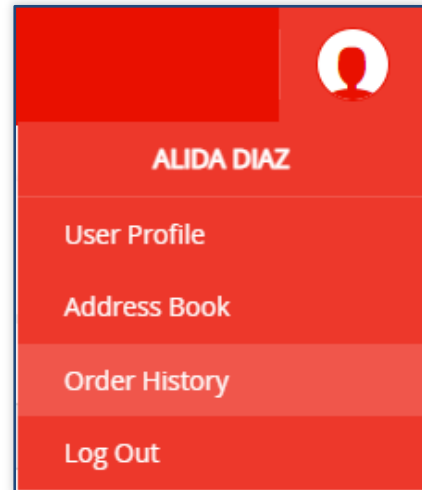 ALIDA DIAZ
User Profile
Address Book
Order History
Log Out